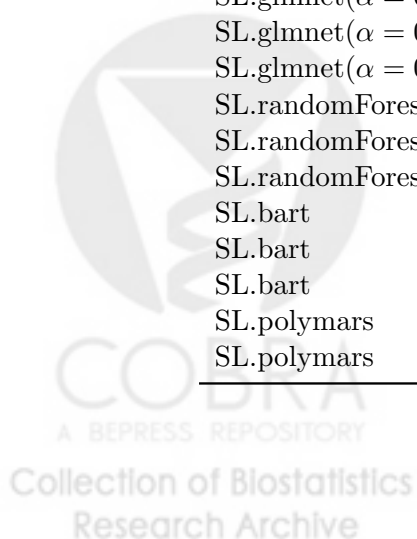 SL.glmnet(α = 0
SL.glmnet(α = 0
SL.randomFores
SL.randomFores
SL.randomFores
SL.bart
SL.bart
SL.bart
SL.polymars
SL.polymars
COBRA
A BEPRESS REPOSITORY
Collection of Biostatistics
Research Archive